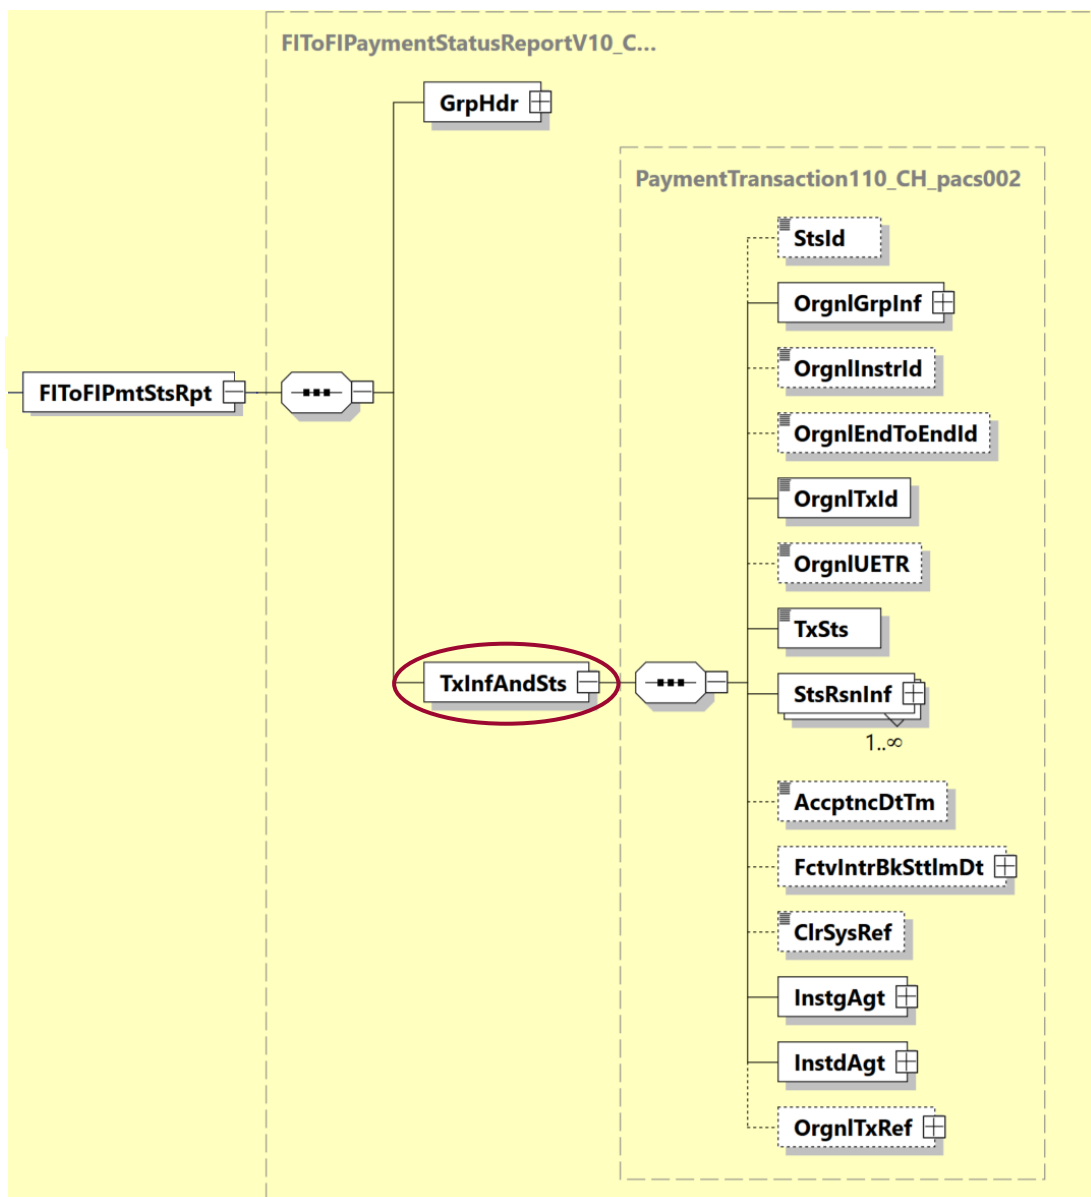 FIToFIPaymentStatusReportV10_C...
GrpHdr
PaymentTransaction110_CH_pacs002
StsId
OrgnlGrpInf
OrgnlInstrId
FIToFIPmtStsRpt
OrgnlEndToEndId
OrgnlTxId
OrgnlUETR
TxSts
TxInfAndSts
StsRsnInf
1..∞
AccptncDtTm
FctvIntrBkSttlmDt
ClrSysRef
InstgAgt
InstdAgt
OrgnlTxRef